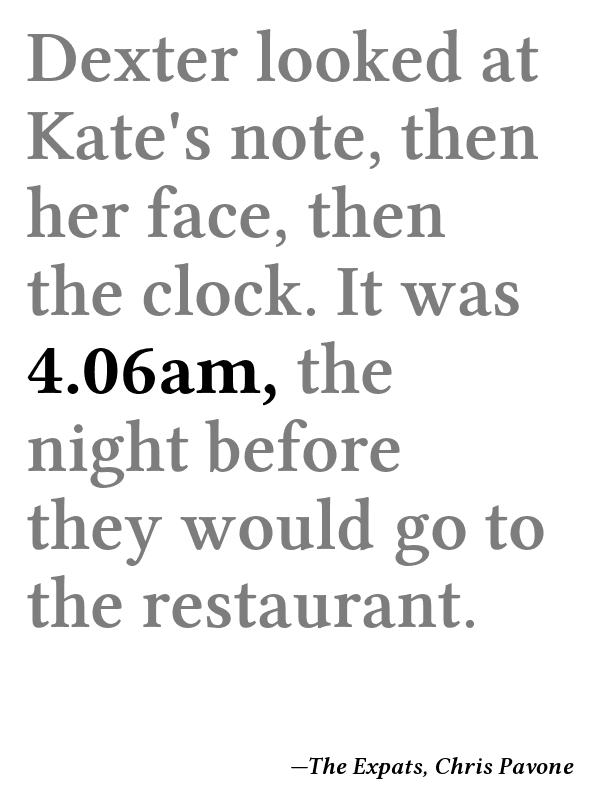 Dexter looked at
Kate's note, then
her face, then
the clock. It was
4.06am, the
night before
they would go to
the restaurant.
—The Expats, Chris Pavone